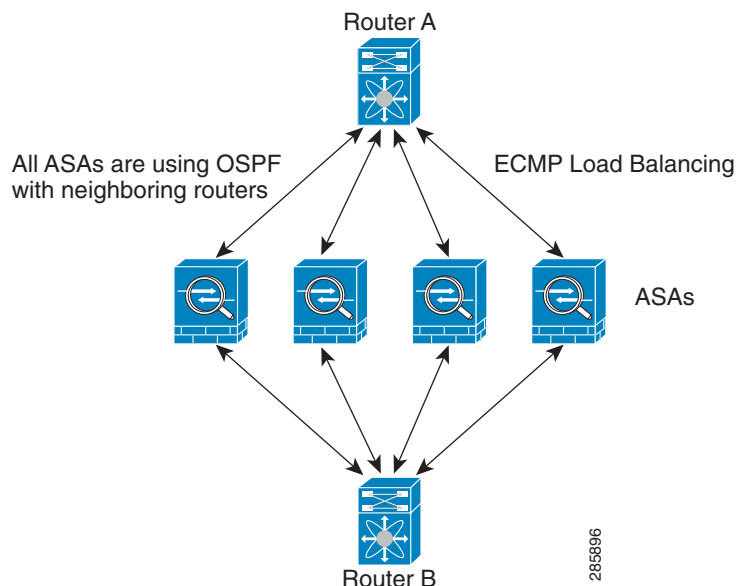 Router A
All ASAs are using OSPF
with neighboring routers
ECMP Load Balancing
ASAs
Router B
285896